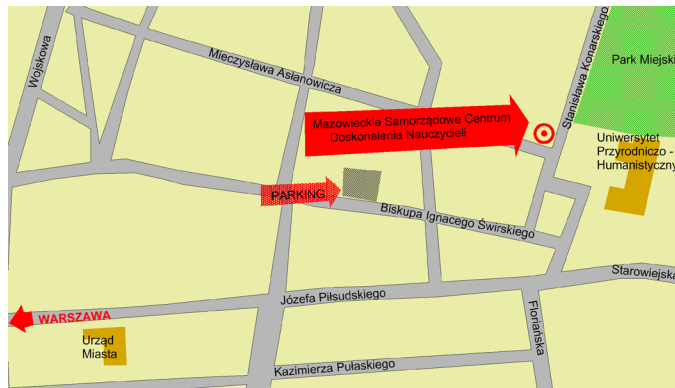 Wojskowa
Mieczysława Asłanowicza
Stanisława Konarskiego
Park Miejski
Mazowieckie Samorządowe Centrum
Doskonalenia Nauczycieli
Uniwersytet
Przyrodniczo -
Humanistyczny
PARKING
Biskupa Ignacego Świrskiego
Starowiejska
Józefa Piłsudskiego
Floriańska
WARSZAWA
Urząd
Miasta
Kazimierza Pułaskiego